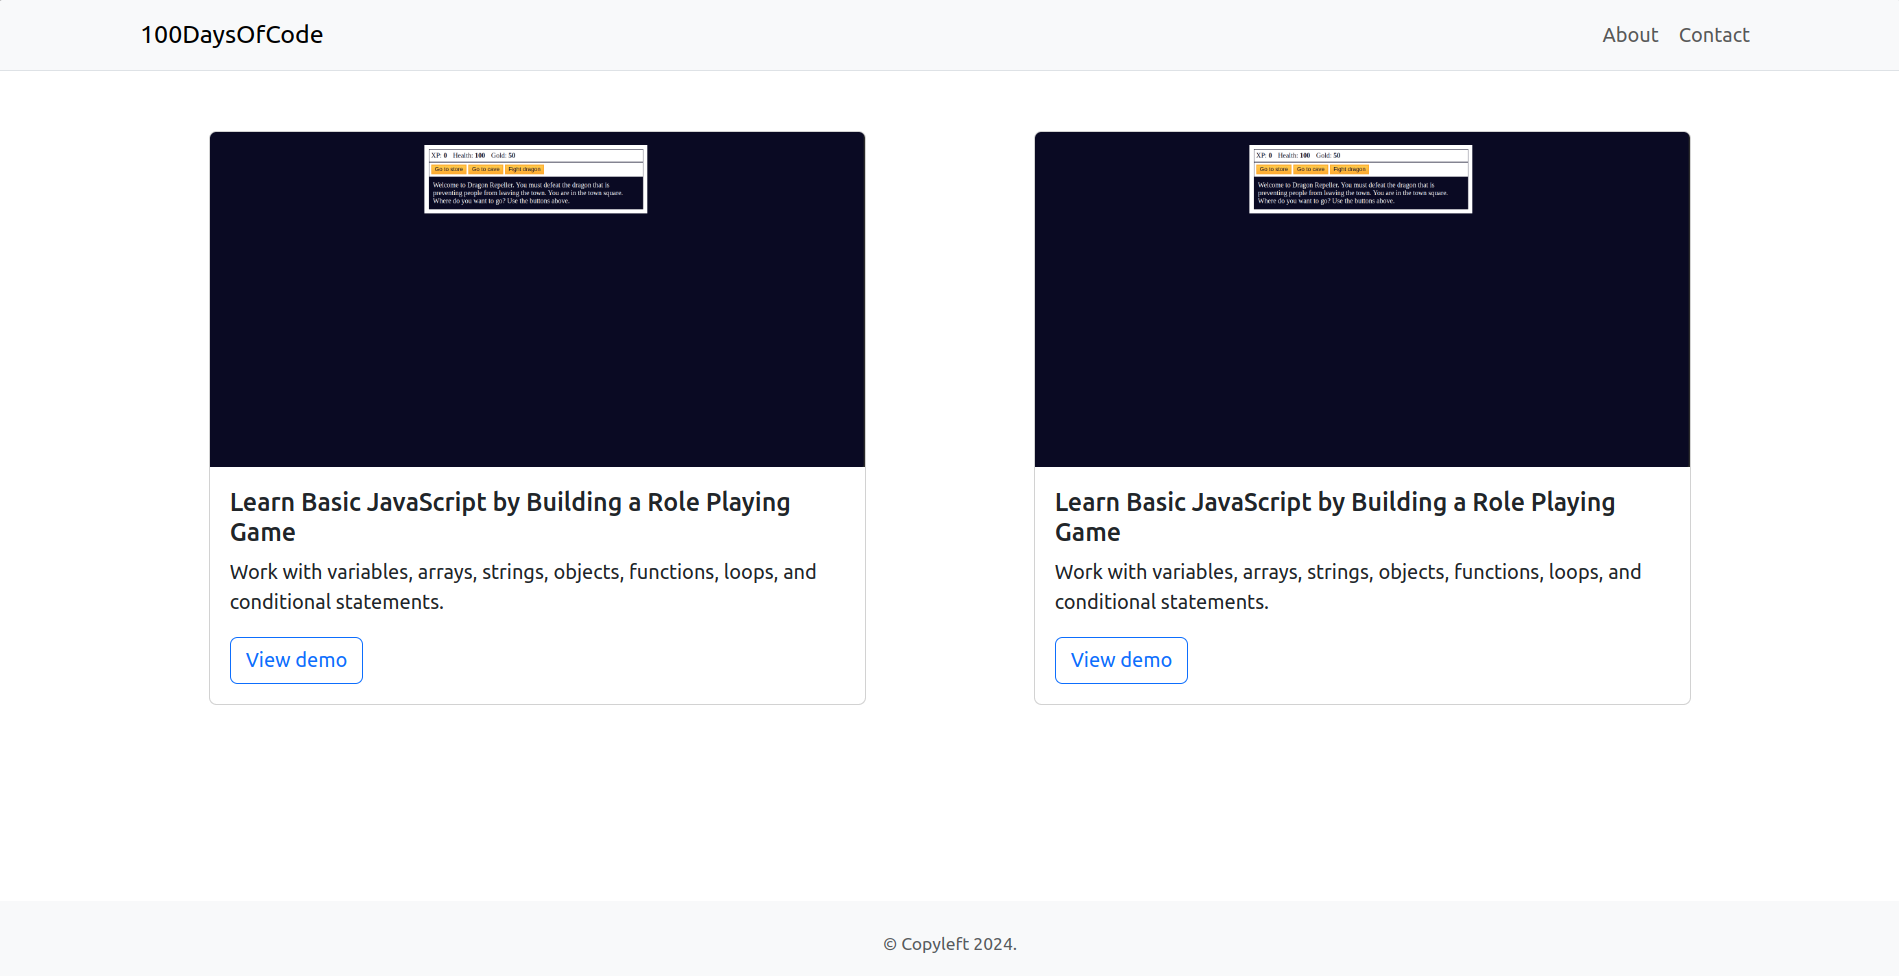 100DaysOfCode
About Contact
XP: 0 Health: 100 Gold: 50
Go to store Go to cave Fight dragon
Welcome to Dragon Repeller. You must defeat the dragon that is
preventing people from leaving the town. You are in the town square.
Where do you want to go? Use the buttons above.
Learn Basic JavaScript by Building a Role Playing
Game
Work with variables, arrays, strings, objects, functions, loops, and
conditional statements.
View demo
XP: 0 Health: 100 Gold: 50
Go to store Go to cave Fight dragon
Welcome to Dragon Repeller. You must defeat the dragon that is
preventing people from leaving the town. You are in the town square.
Where do you want to go? Use the buttons above.
Learn Basic JavaScript by Building a Role Playing
Game
Work with variables, arrays, strings, objects, functions, loops, and
conditional statements.
View demo
© Copyleft 2024.